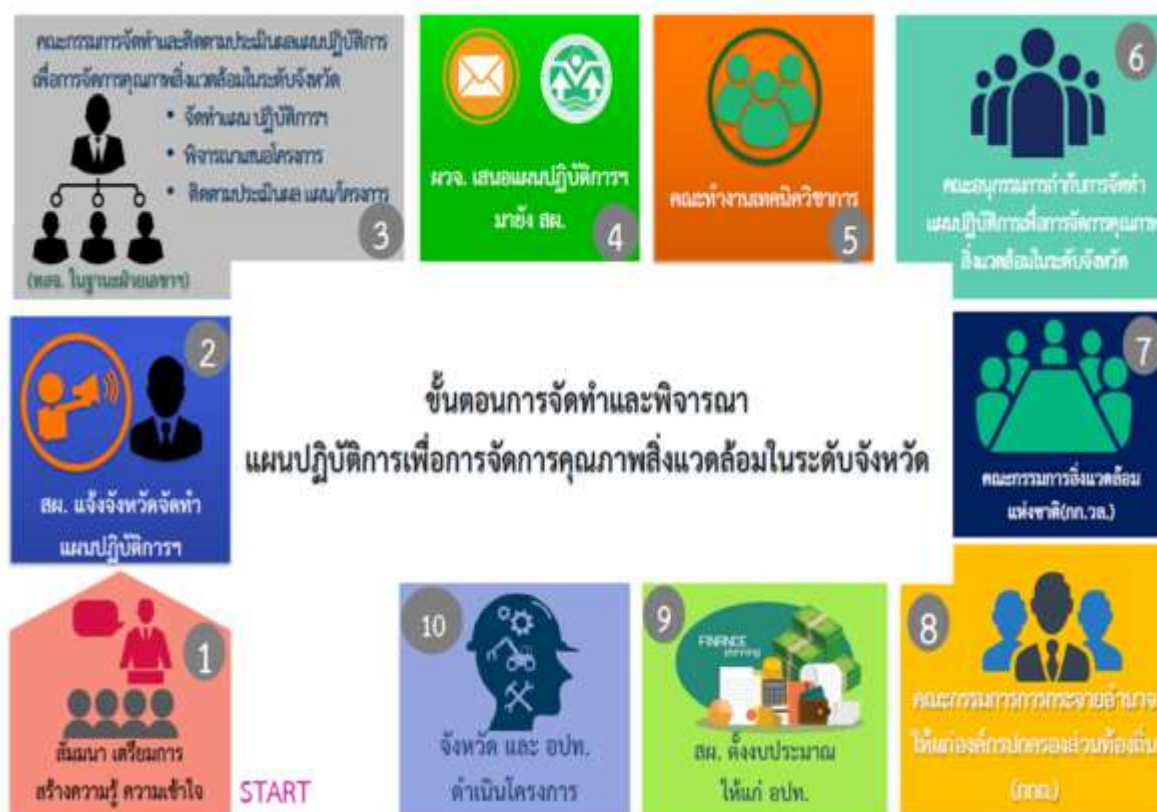 ขั้นตอนการจัดทำและพิจารณา
แผนปฏิบัติการเพื่อการจัดการคุณภาพสิ่งแวดล้อมในระดับจังหวัด
1
สัมมนา เตรียมการ
สร้างความรู้ ความเข้าใจ
START
2
สผ. แจ้งจังหวัดจัดทำ
แผนปฏิบัติการฯ
คณะกรรมการจัดทำและติดตามประเมินผลแผนปฏิบัติการ
เพื่อการจัดการคุณภาพสิ่งแวดล้อมในระดับจังหวัด
• จัดทำแผน ปฏิบัติการฯ
• พิจารณาเสนอโครงการ
• ติดตามประเมินผล แผน/โครงการ
3
(ทสจ. ในฐานะฝ่ายเลขาฯ)
ผวจ. เสนอแผนปฏิบัติการฯ
มายัง สผ.
4
คณะทำงานเทคนิควิชาการ
5
6
คณะอนุกรรมการกำกับการจัดทำ
แผนปฏิบัติการเพื่อการจัดการคุณภาพ
สิ่งแวดล้อมในระดับจังหวัด
7
คณะกรรมการสิ่งแวดล้อม
แห่งชาติ(กก.วล.)
8
คณะกรรมการการกระจายอำนาจ
ให้แก่องค์กรปกครองส่วนท้องถิ่น
(กกถ.)
9
FINANCE
planning
สผ. ตั้งงบประมาณ
ให้แก่ อปท.
10
จังหวัด และ อปท.
ดำเนินโครงการ